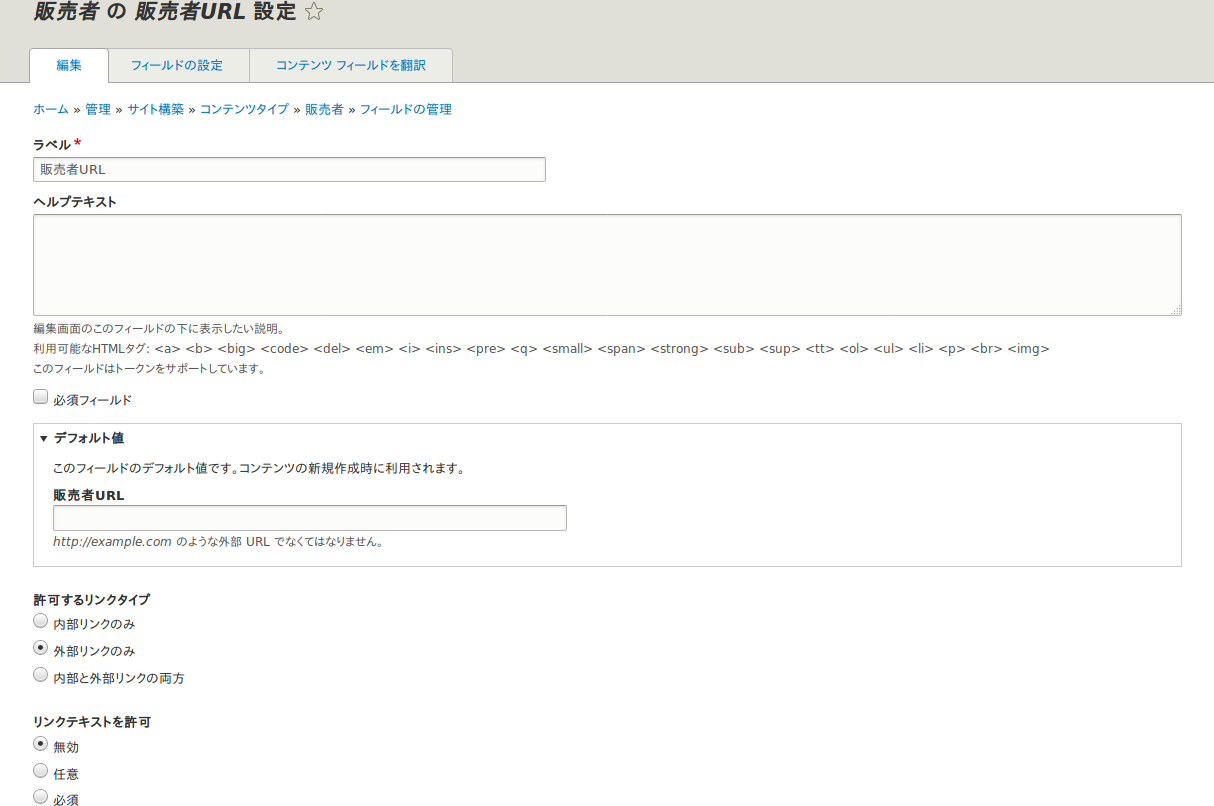 販売者 の 販売者URL 設定
編集 フィールドの設定 コンテンツ フィールドを翻訳
ホーム » 管理 » サイト構築 » コンテンツタイプ » 販売者 » フィールドの管理
ラベル*
販売者URL
ヘルプテキスト
編集画面のこのフィールドの下に表示したい説明。
利用可能なHTMLタグ: <a> <b> <big> <code> <del> <em> <i> <ins> <pre> <q> <small> <span> <strong> <sub> <sup> <tt> <ol> <ul> <li> <p> <br> <img>
このフィールドはトークンをサポートしています。
必須フィールド
▼ デフォルト値
このフィールドのデフォルト値です。コンテンツの新規作成時に利用されます。
販売者URL
http://example.com のような外部 URL でなくてはなりません。
許可するリンクタイプ
内部リンクのみ
外部リンクのみ
内部と外部リンクの両方
リンクテキストを許可
無効
任意
必須